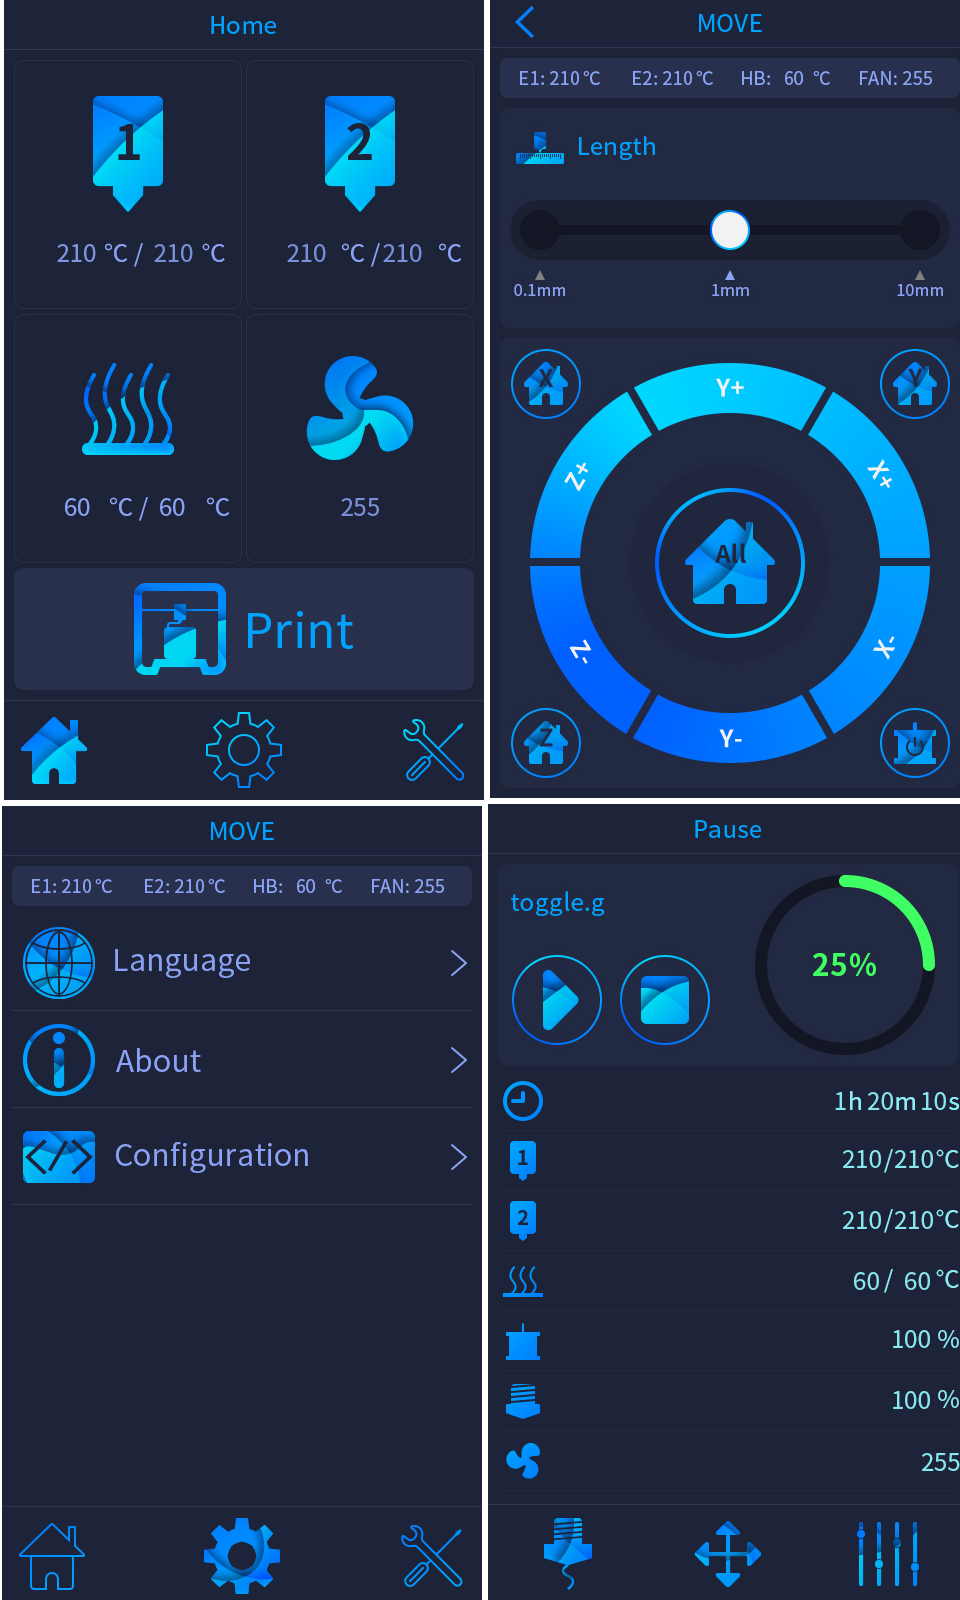 Home
1
2
210 ℃ / 210 ℃
210 ℃ / 210 ℃
60 ℃ / 60 ℃
255
Print
MOVE
E1: 210 ℃ E2: 210 ℃ HB: 60 ℃ FAN: 255
Length
0.1mm 1mm 10mm
X
Y
Y+
Z+
X+
All
Z-
X-
Y-
Z
MOVE
E1: 210 ℃ E2: 210 ℃ HB: 60 ℃ FAN: 255
Language
About
Configuration
Pause
toggle.g
25%
1h 20m 10s
1 210/210℃
2 210/210℃
60 / 60 ℃
100 %
100 %
255